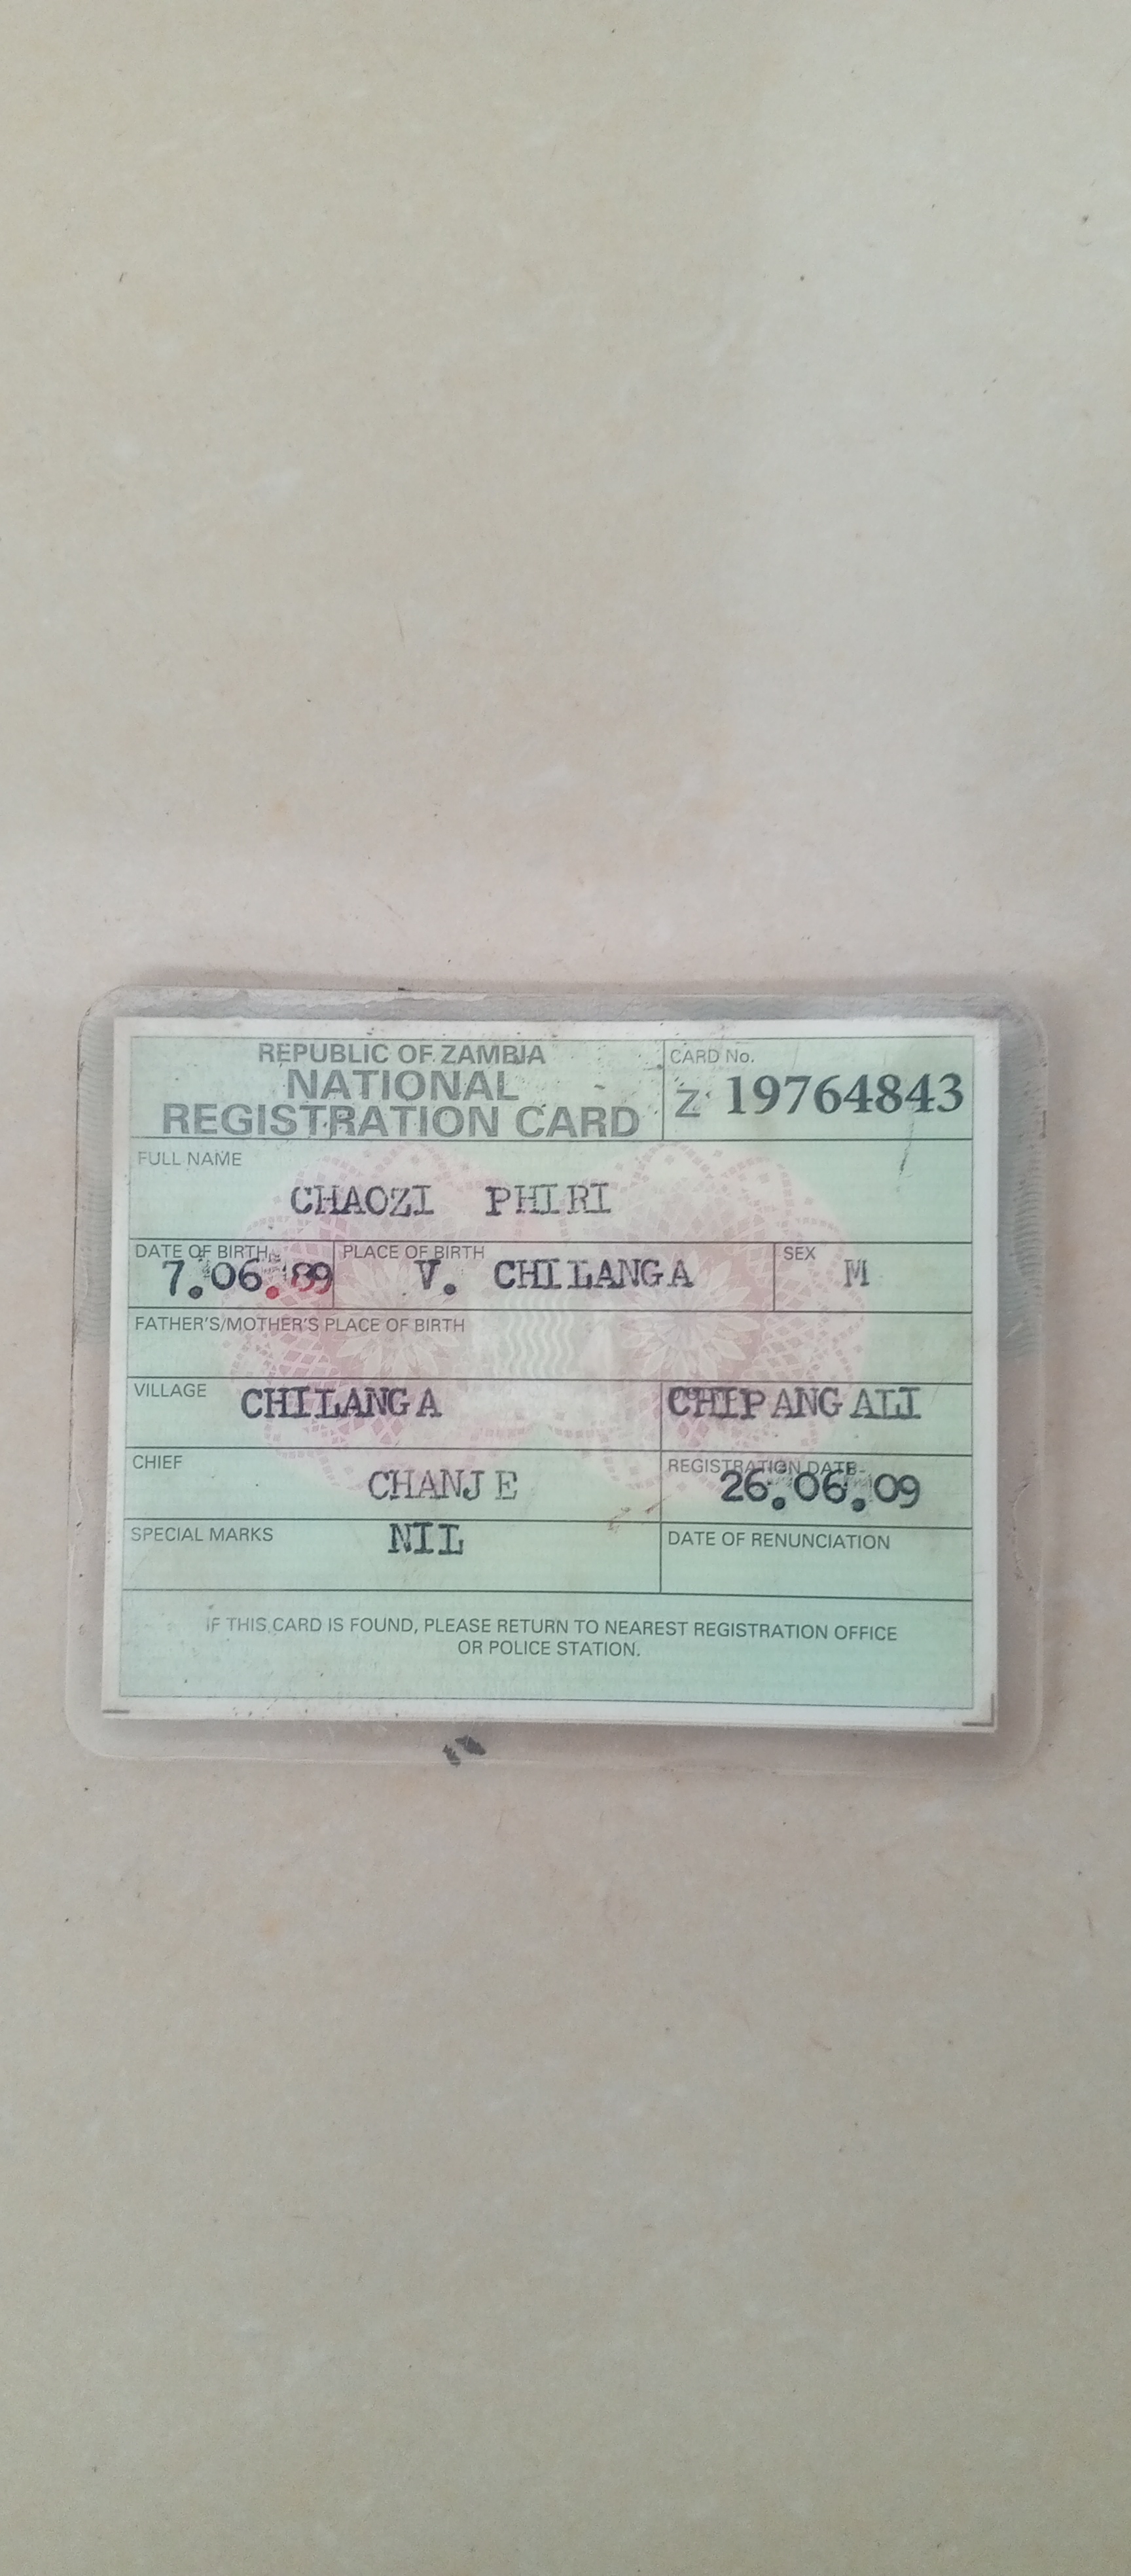 REPUBLIC OF ZAMBIA
NATIONAL
REGISTRATION CARD
CARD No.
Z 19764843
FULL NAME
CHAOZI PHIRI
DATE OF BIRTH
7.06.89
PLACE OF BIRTH
V. CHILANGA
SEX
M
FATHER'S/MOTHER'S PLACE OF BIRTH
VILLAGE
CHILANGA
CHIPANGALI
CHIEF
CHANJE
REGISTRATION DATE
26.06.09
SPECIAL MARKS
NIL
DATE OF RENUNCIATION
IF THIS CARD IS FOUND, PLEASE RETURN TO NEAREST REGISTRATION OFFICE
OR POLICE STATION.